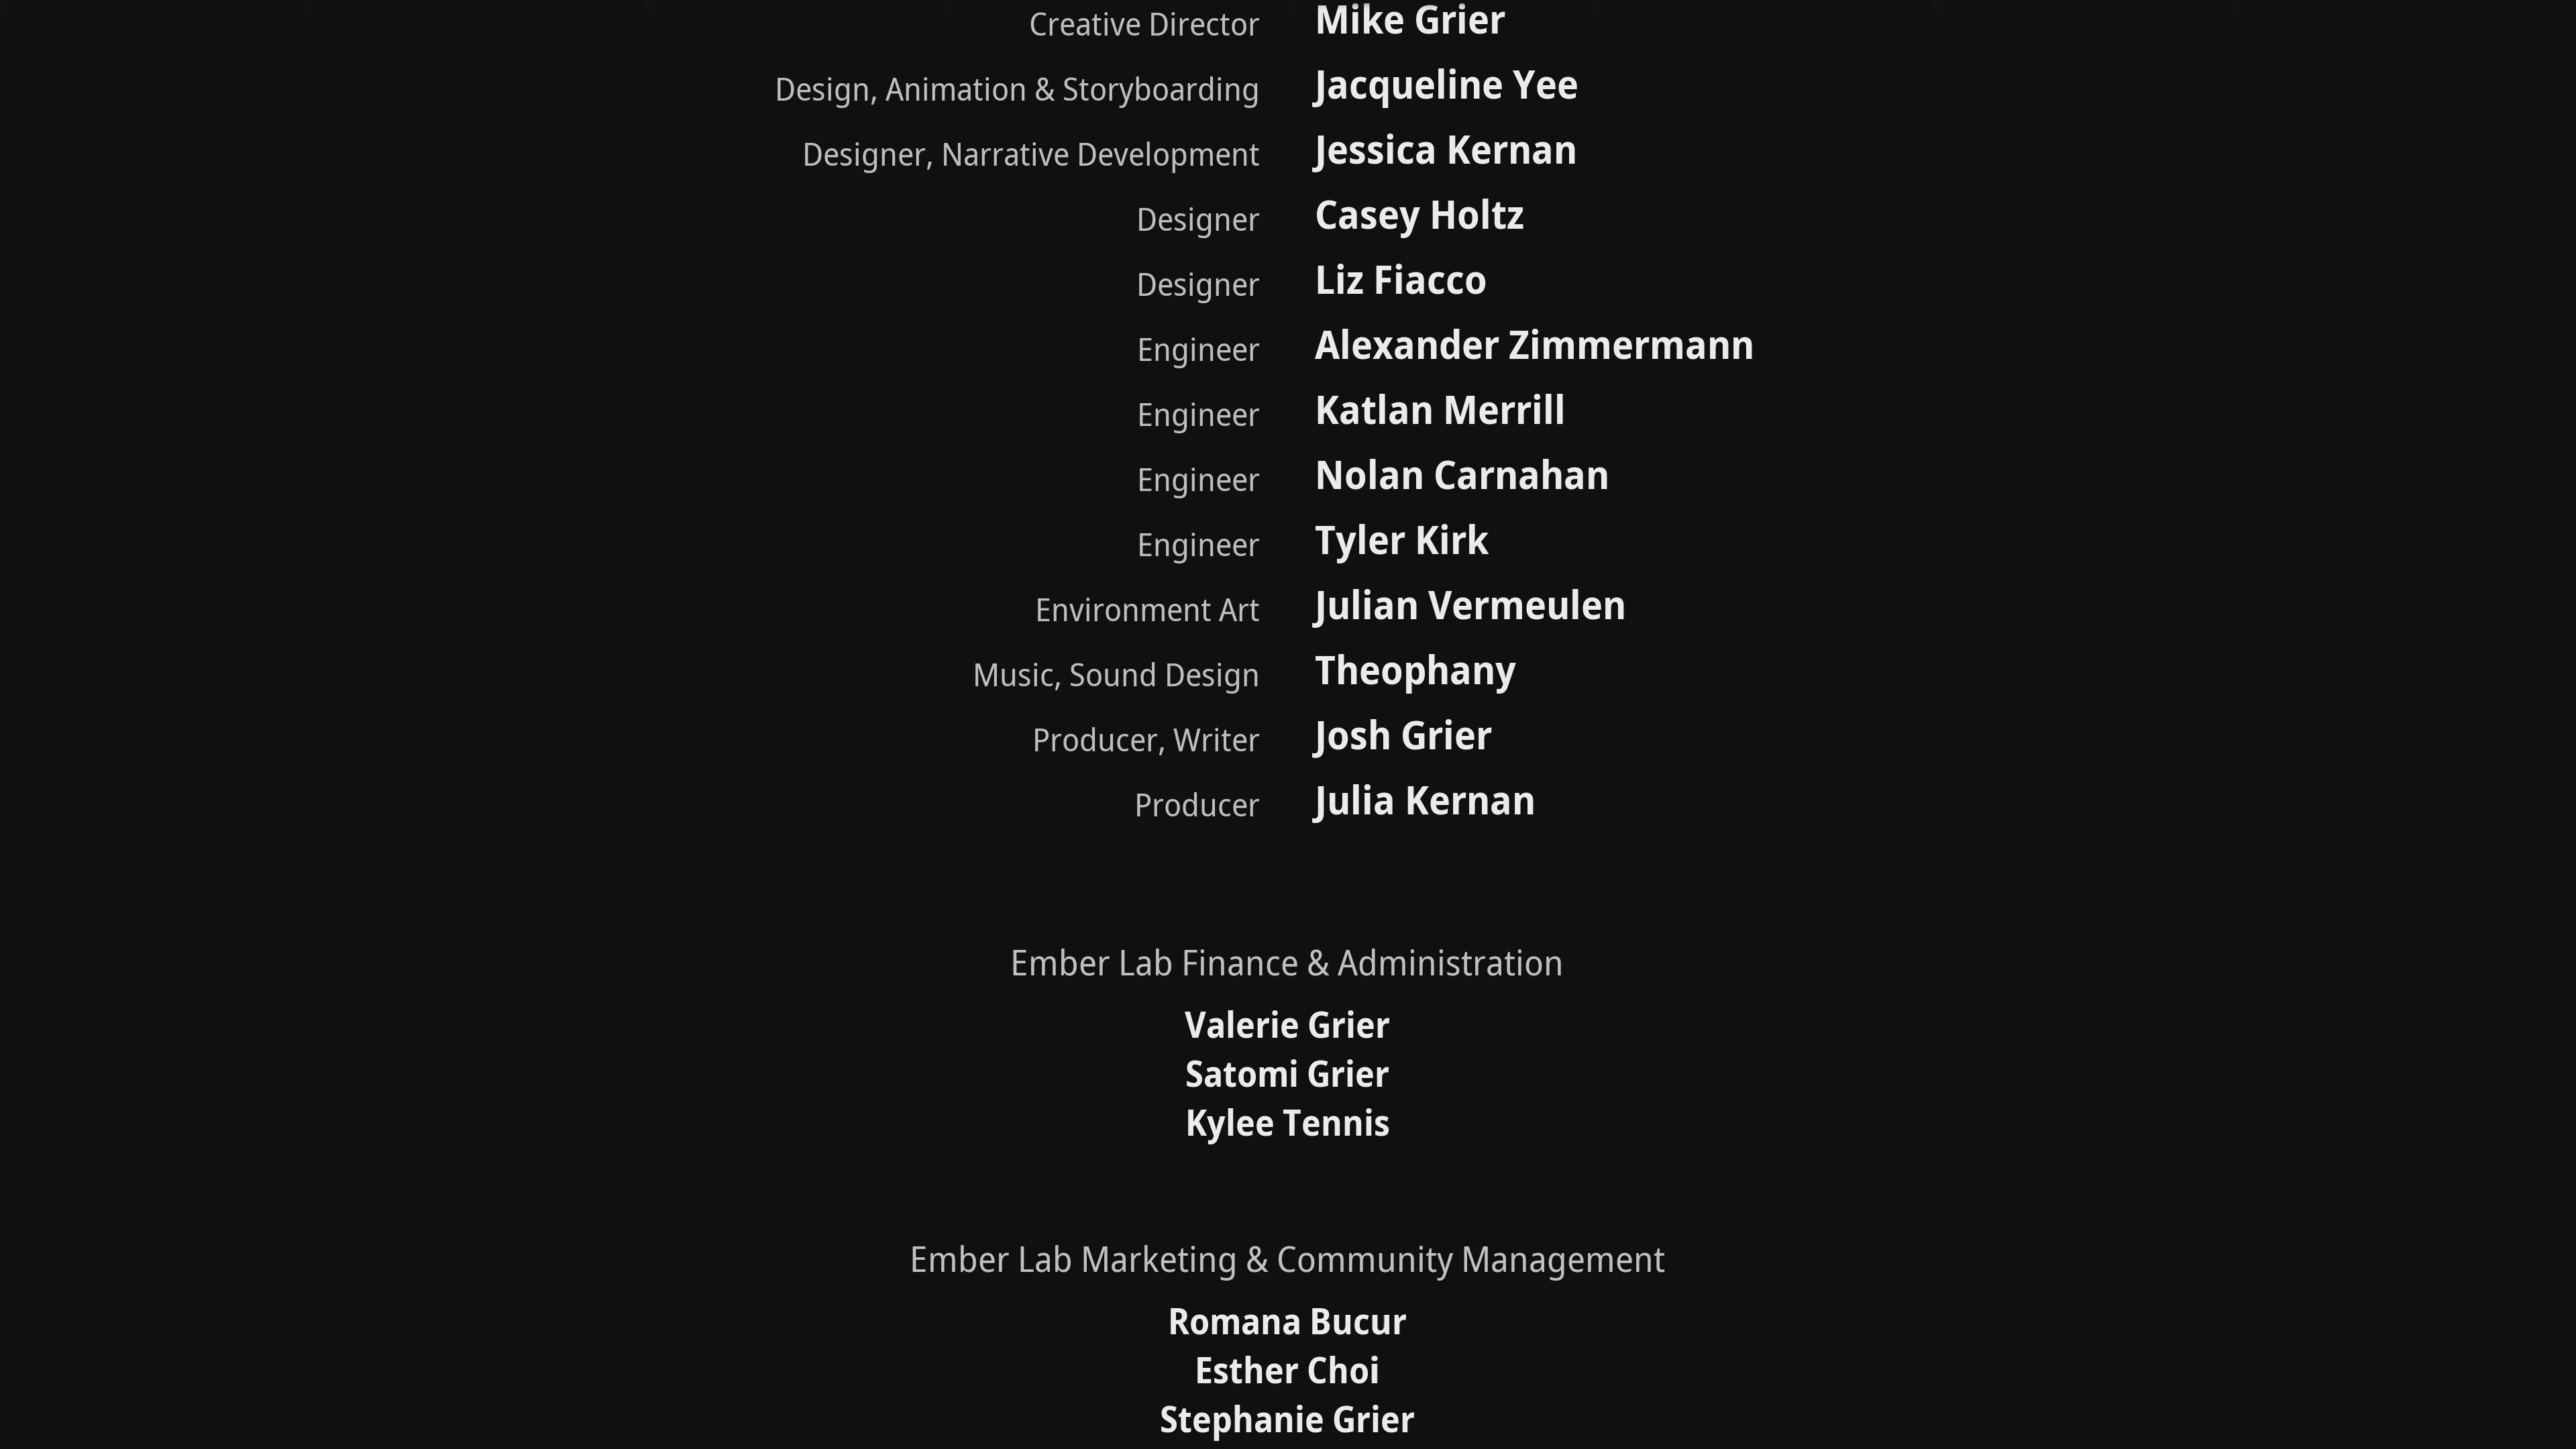 Creative Director Mike Grier
Design, Animation & Storyboarding Jacqueline Yee
Designer, Narrative Development Jessica Kernan
Designer Casey Holtz
Designer Liz Fiacco
Engineer Alexander Zimmermann
Engineer Katlan Merrill
Engineer Nolan Carnahan
Engineer Tyler Kirk
Environment Art Julian Vermeulen
Music, Sound Design Theophany
Producer, Writer Josh Grier
Producer Julia Kernan
Ember Lab Finance & Administration
Valerie Grier
Satomi Grier
Kylee Tennis
Ember Lab Marketing & Community Management
Romana Bucur
Esther Choi
Stephanie Grier